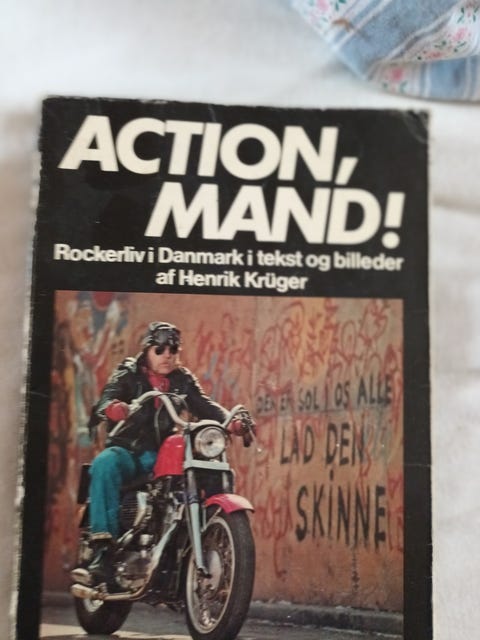 ACTION,
MAND!
Rockerliv i Danmark i tekst og billeder
af Henrik Krüger
DER ER SOL I OS ALLE
LAD DEN
SKINNE